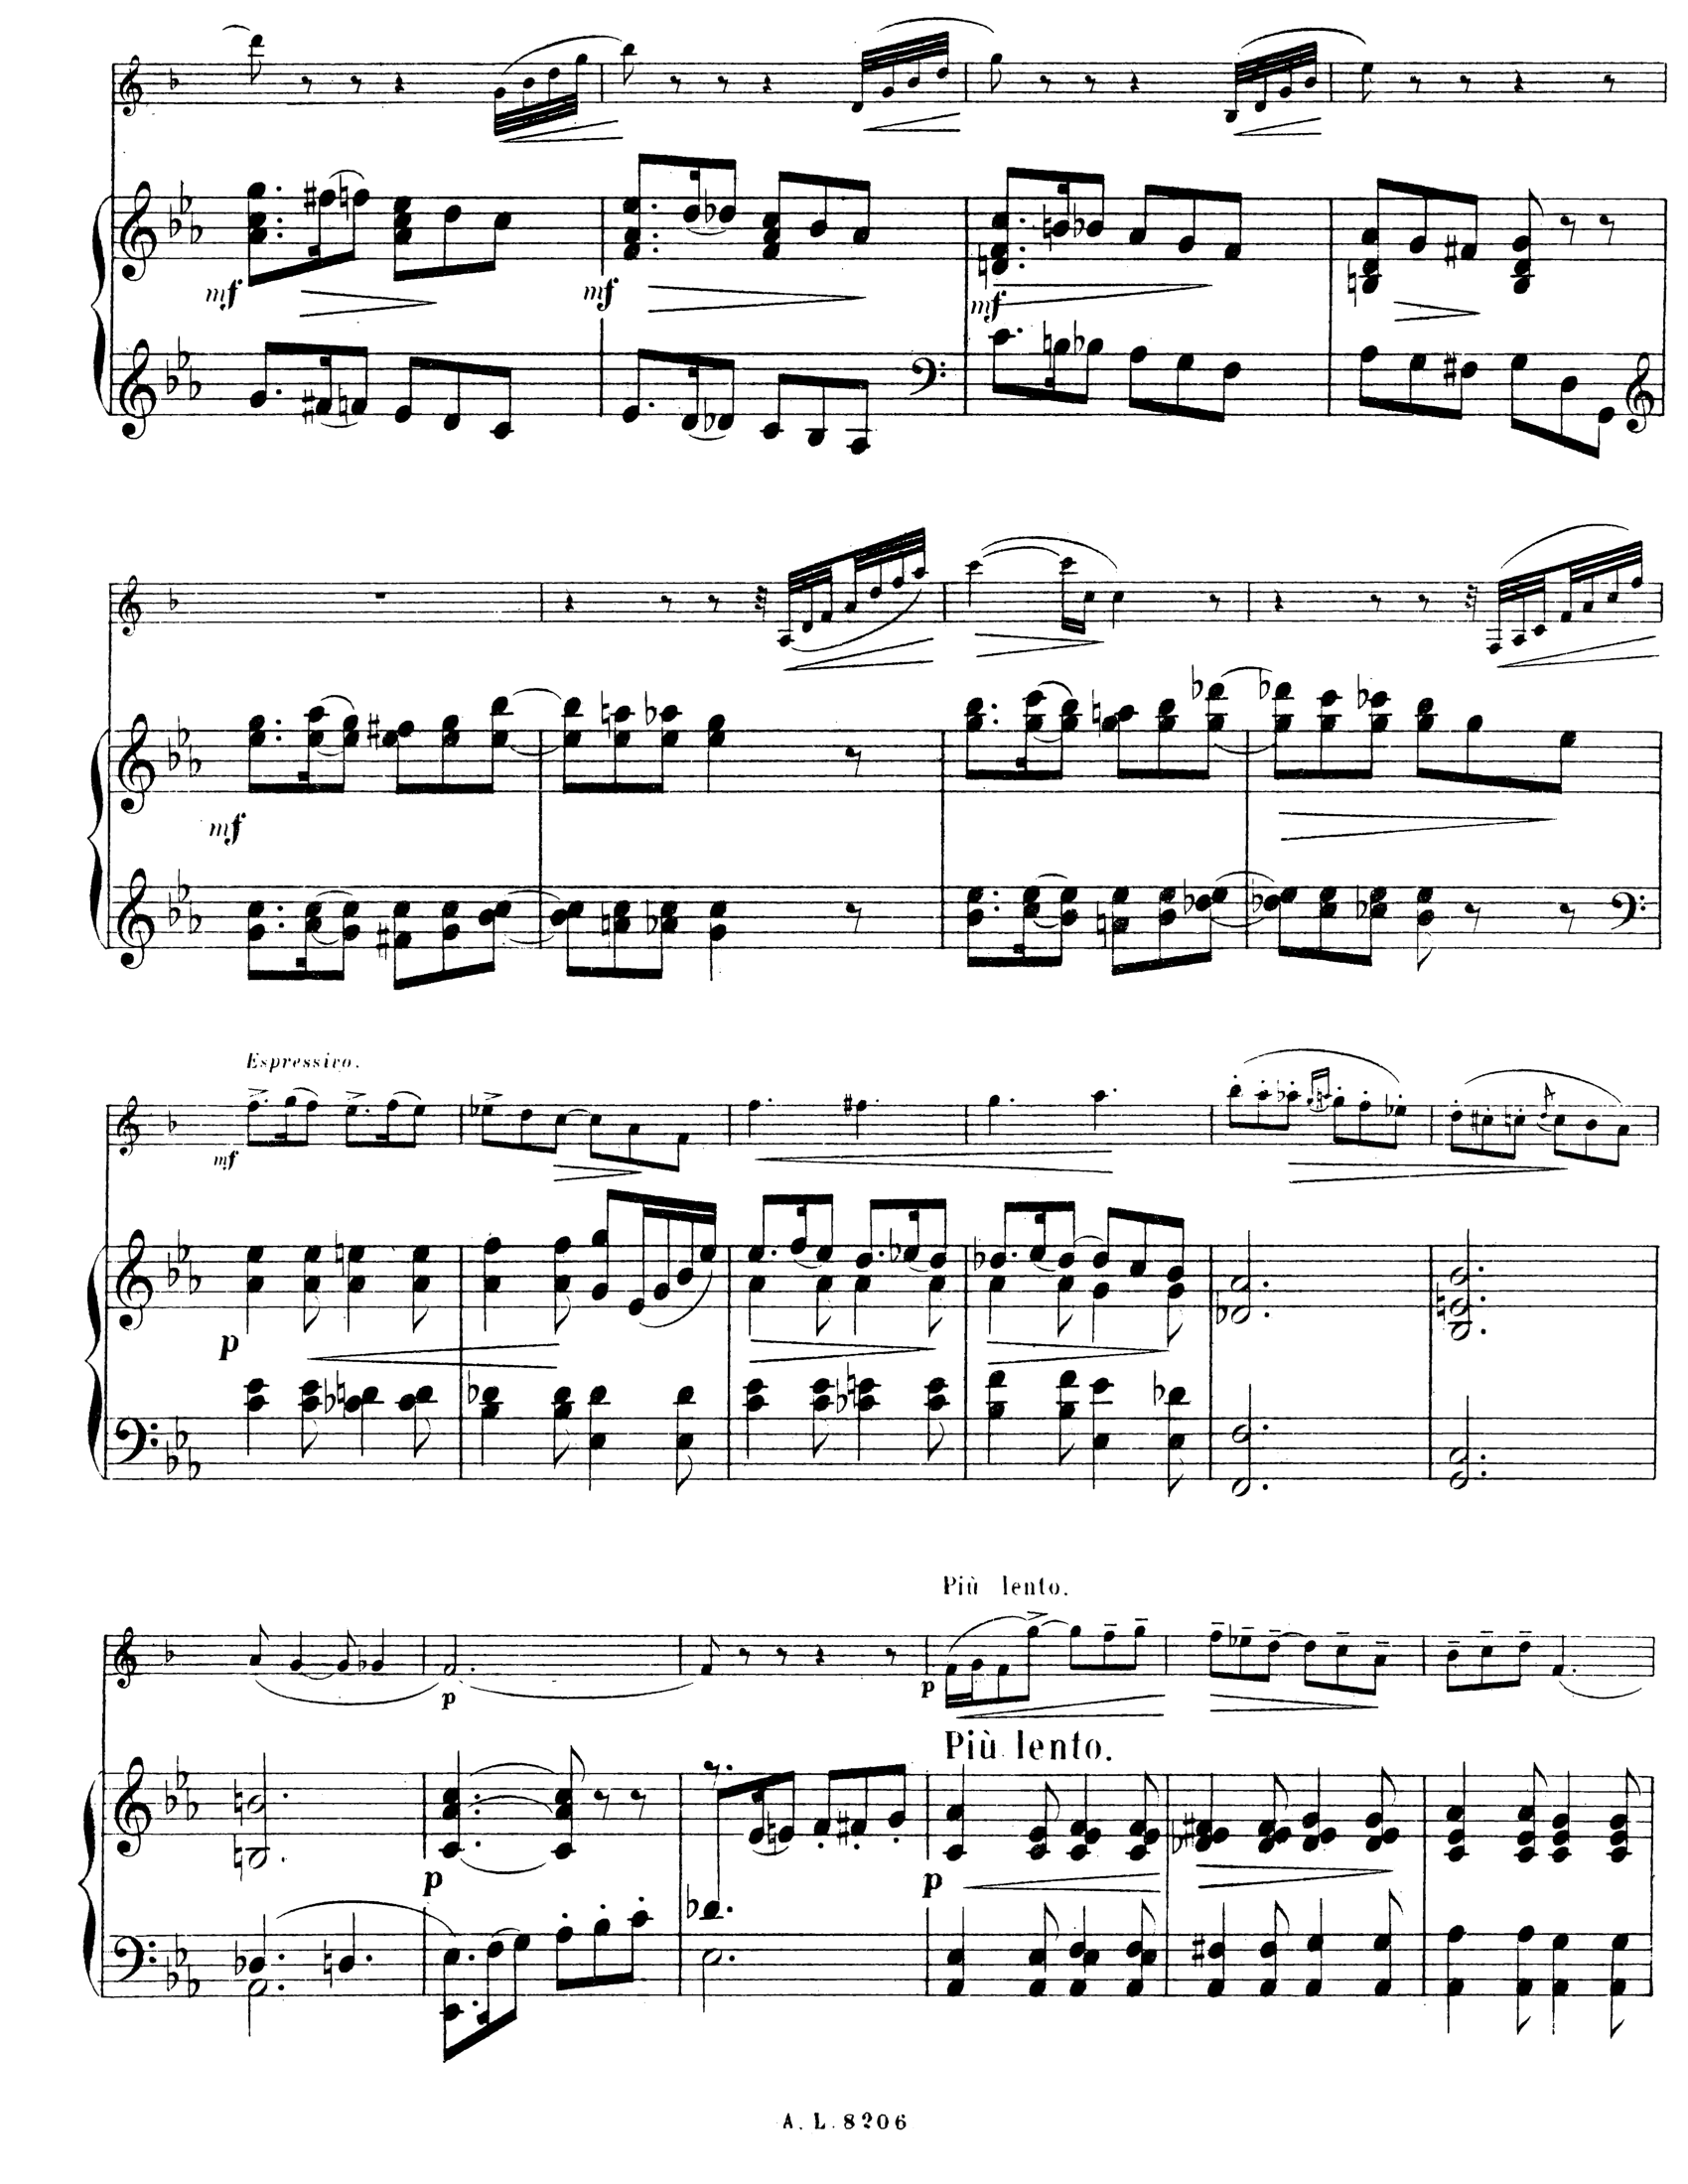 mf mf mf
mf
Espressivo.
mf
p
Più lento.
p p
Più lento.
p p
A. L. 8206